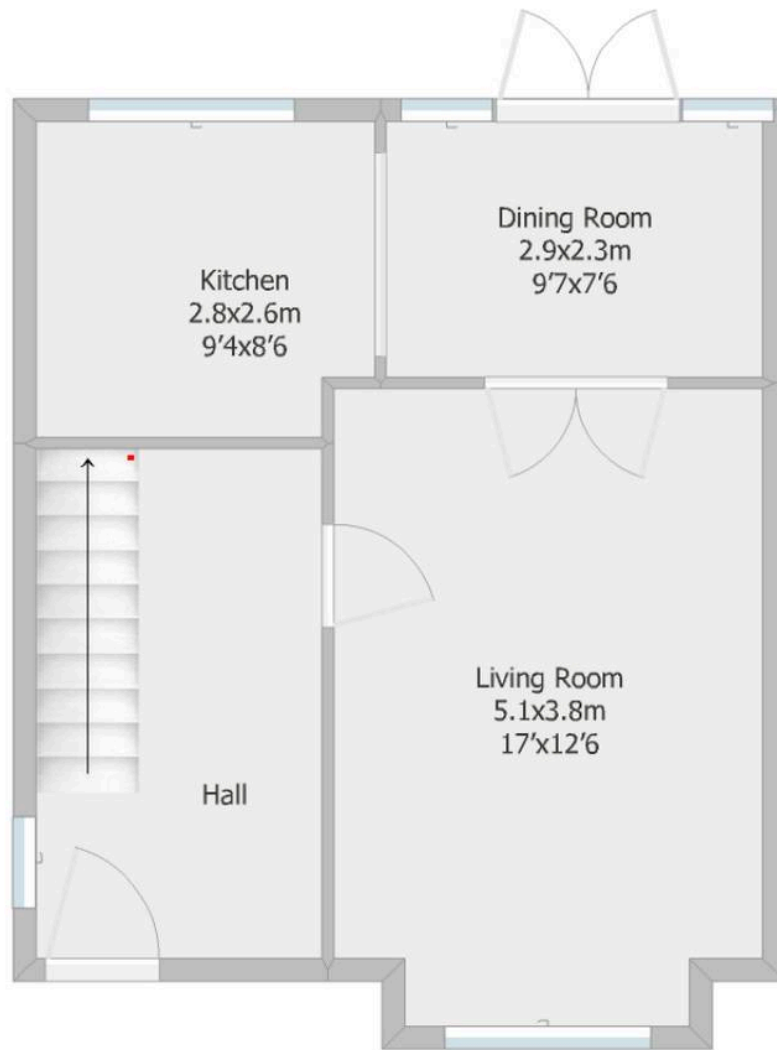 Dining Room
2.9x2.3m
9'7x7'6
Kitchen
2.8x2.6m
9'4x8'6
Living Room
5.1x3.8m
17'x12'6
Hall